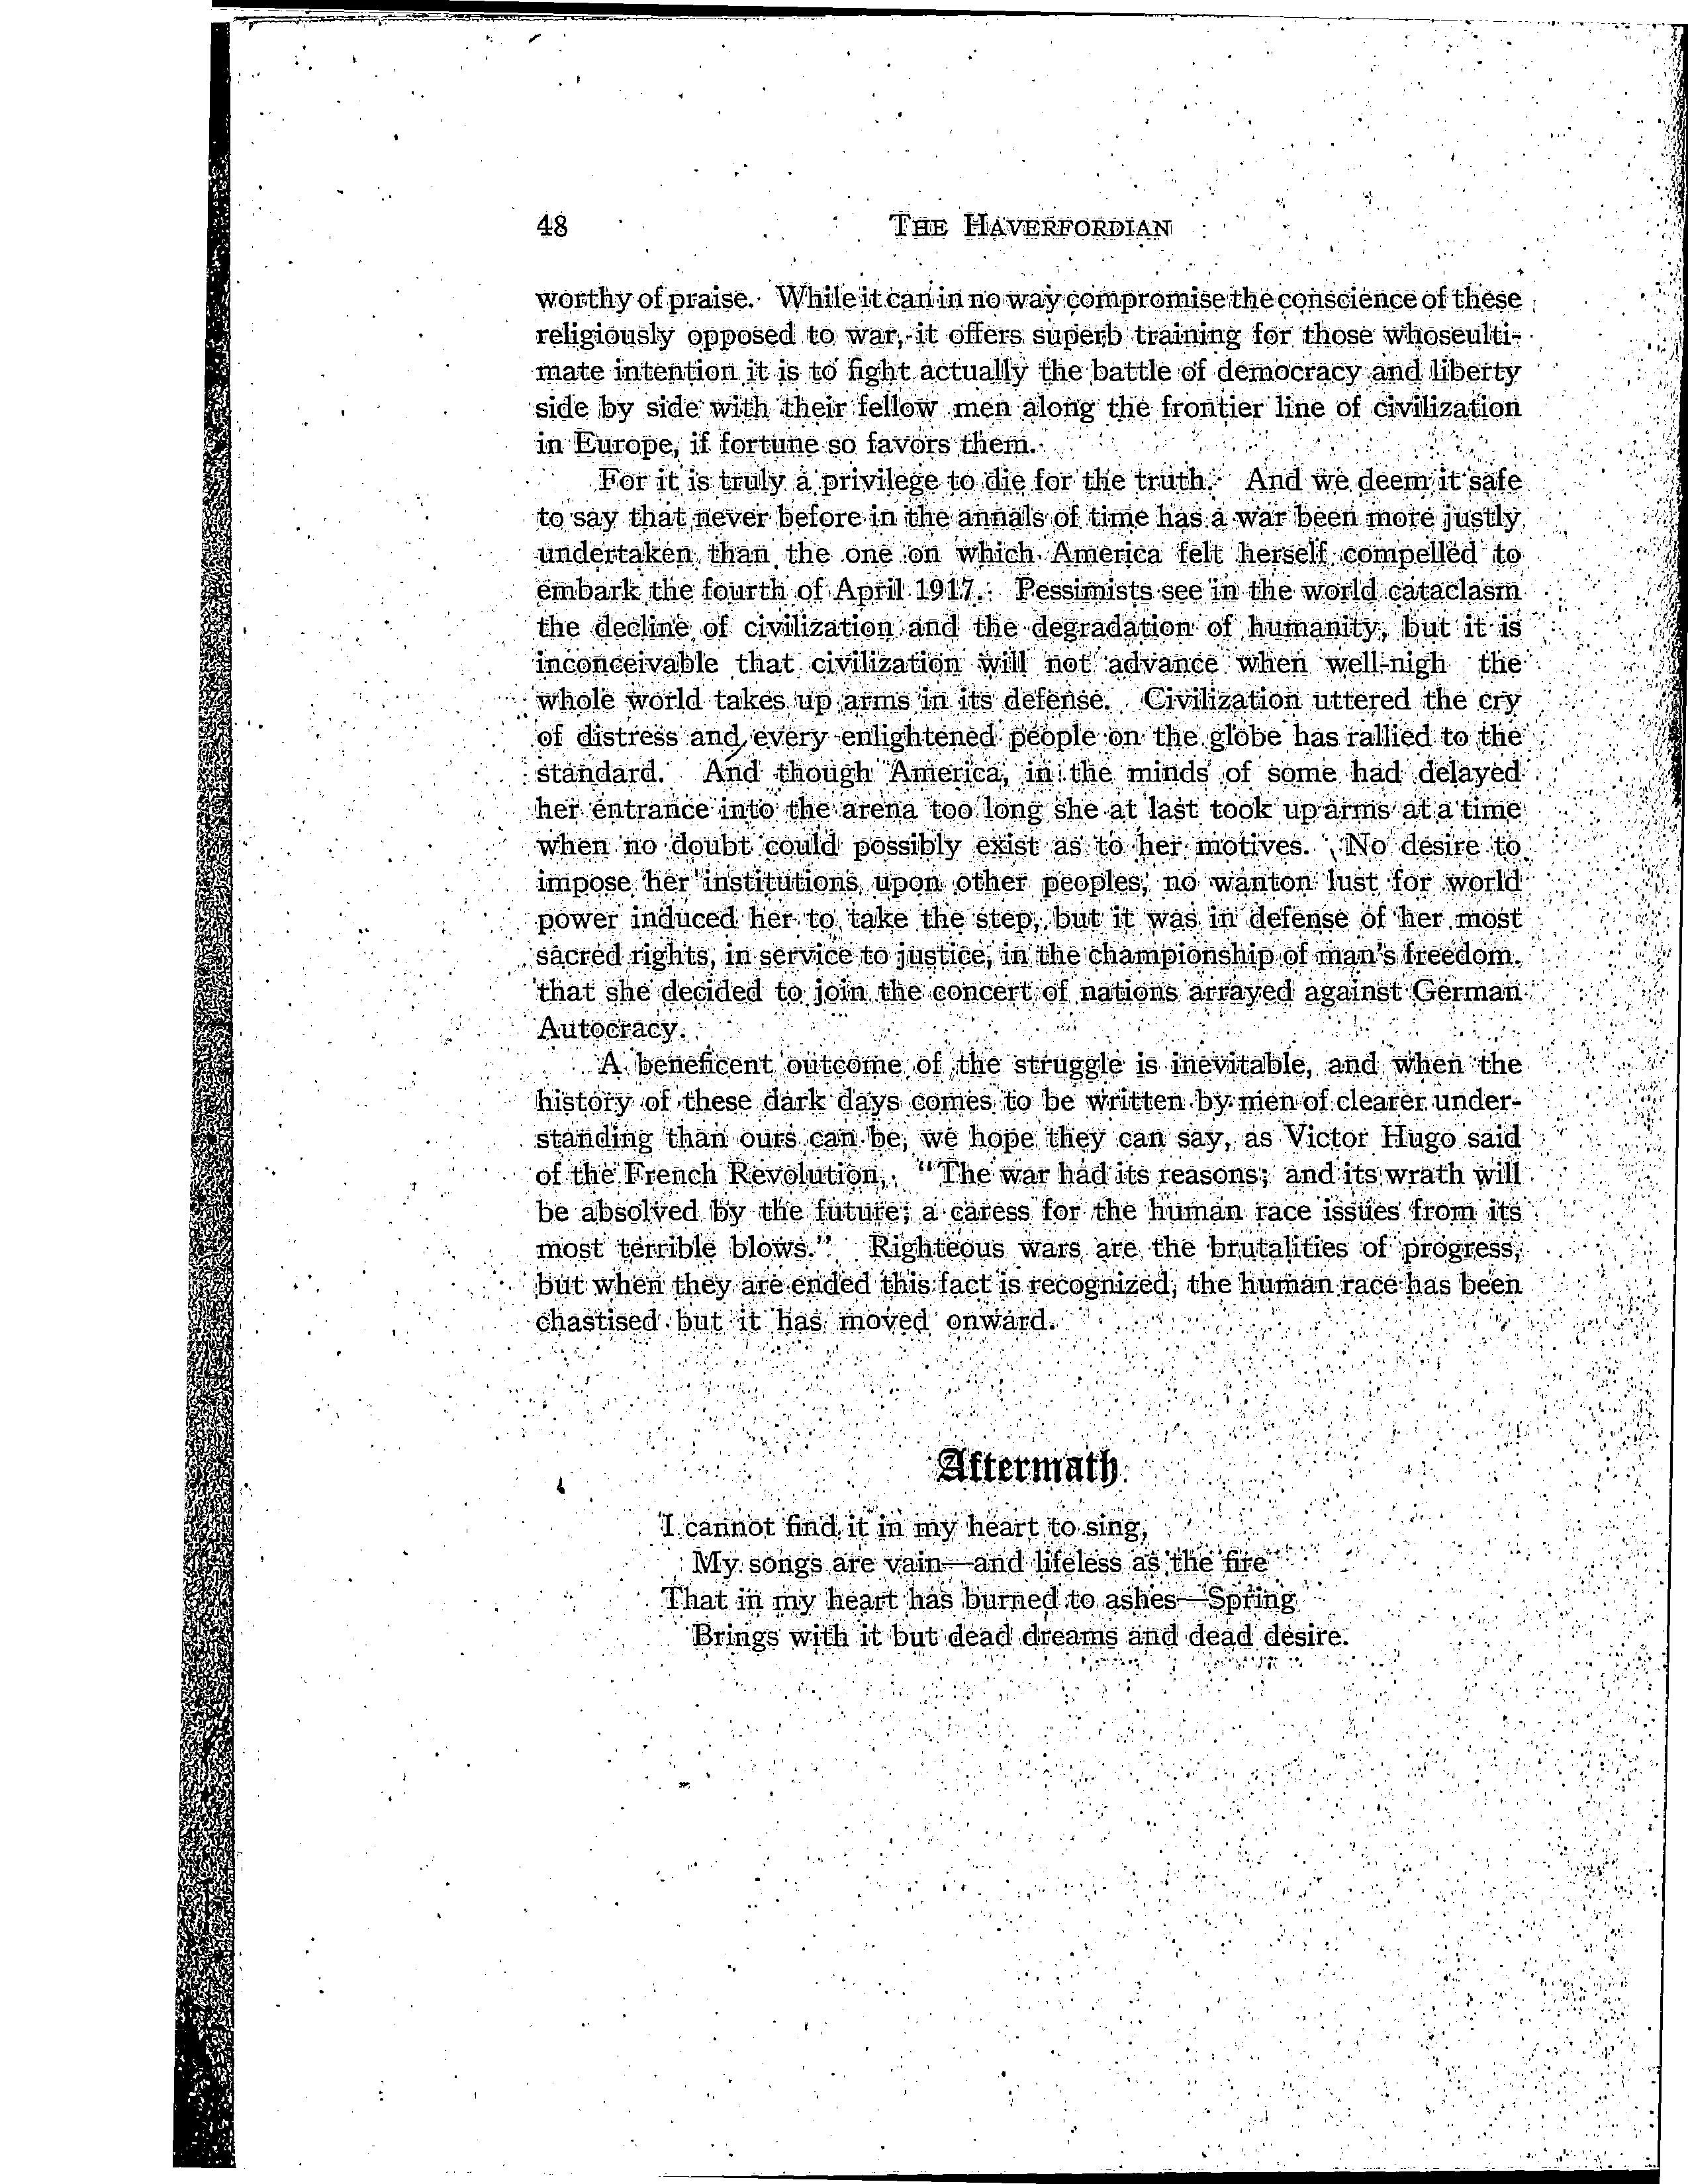 48 THE HAVERFORDIAN
worthy of praise. While it can in no way compromise the conscience of these
religiously opposed to war, it offers superb training for those whoseulti-
mate intention it is to fight actually the battle of democracy and liberty
side by side with their fellow men along the frontier line of civilization
in Europe, if fortune so favors them.
For it is truly a privilege to die for the truth. And we deem it safe
to say that never before in the annals of time has a war been more justly
undertaken than the one on which America felt herself compelled to
embark the fourth of April 1917. Pessimists see in the world cataclasm
the decline of civilization and the degradation of humanity, but it is
inconceivable that civilization will not advance when well-nigh the
whole world takes up arms in its defense. Civilization uttered the cry
of distress and every enlightened people on the globe has rallied to the
standard. And though America, in the minds of some had delayed
her entrance into the arena too long she at last took up arms at a time
when no doubt could possibly exist as to her motives. No desire to
impose her institutions upon other peoples, no wanton lust for world
power induced her to take the step, but it was in defense of her most
sacred rights, in service to justice, in the championship of man's freedom.
that she decided to join the concert of nations arrayed against German
Autocracy.
A beneficent outcome of the struggle is inevitable, and when the
history of these dark days comes to be written by men of clearer under-
standing than ours can be, we hope they can say, as Victor Hugo said
of the French Revolution, "The war had its reasons; and its wrath will
be absolved by the future; a caress for the human race issues from its
most terrible blows." Righteous wars are the brutalities of progress,
but when they are ended this fact is recognized, the human race has been
chastised but it has moved onward.
Aftermath
I cannot find it in my heart to sing,
My songs are vain—and lifeless as the fire
That in my heart has burned to ashes—Spring
Brings with it but dead dreams and dead desire.